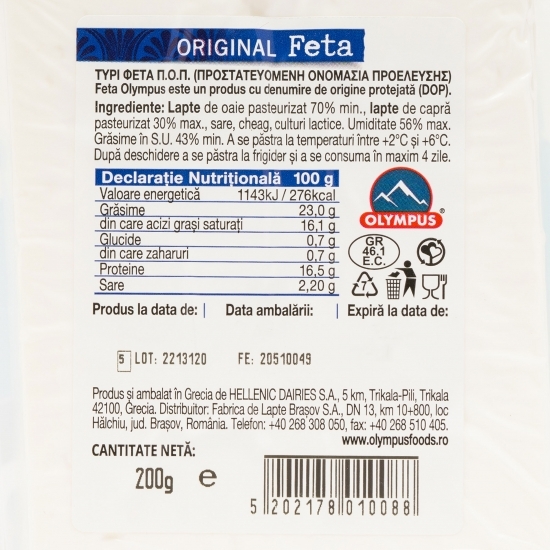 ORIGINAL Feta
ΤΥΡΙ ΦΕΤΑ Π.Ο.Π. (ΠΡΟΣΤΑΤΕΥΟΜΕΝΗ ΟΝΟΜΑΣΙΑ ΠΡΟΕΛΕΥΣΗΣ)
Feta Olympus este un produs cu denumire de origine protejată (DOP).
Ingrediente: Lapte de oaie pasteurizat 70% min., lapte de capră
pasteurizat 30% max., sare, cheag, culturi lactice. Umiditate 56% max.
Grăsime în S.U. 43% min. A se păstra la temperaturi între +2°C și +6°C.
După deschidere a se păstra la frigider și a se consuma în maxim 4 zile.
Declarație Nutrițională 100 g
Valoare energetică 1143kJ / 276kcal
Grăsime 23,0 g
din care acizi grași saturați 16,1 g
Glucide 0,7 g
din care zaharuri 0,7 g
Proteine 16,5 g
Sare 2,20 g
OLYMPUS ®
GR
46.1
E.C.
7
Produs la data de: | Data ambalării: | Expiră la data de:
5 LOT: 2213120 FE: 20510049
Produs și ambalat în Grecia de HELLENIC DAIRIES S.A., 5 km, Trikala-Pili, Trikala
42100, Grecia. Distribuitor: Fabrica de Lapte Brașov S.A., DN 13, km 10+800, loc
Hălchiu, jud. Brașov, România. Telefon: +40 268 308 050, fax: +40 268 510 405.
www.olympusfoods.ro
CANTITATE NETĂ:
200g e
5 202178 010088